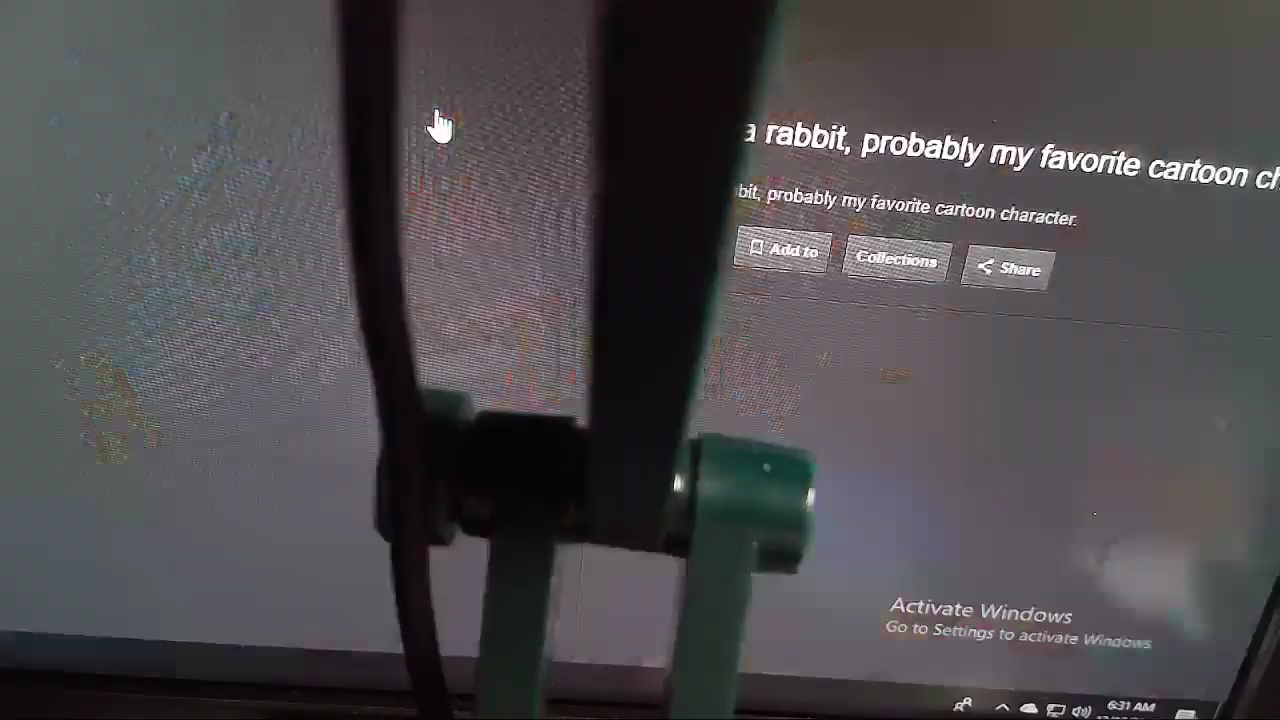 a rabbit, probably my favorite cartoon
probably my favorite cartoon character.
Add to
Collections
Share
Activate Windows
Go to Settings to activate Windows
6:31 AM